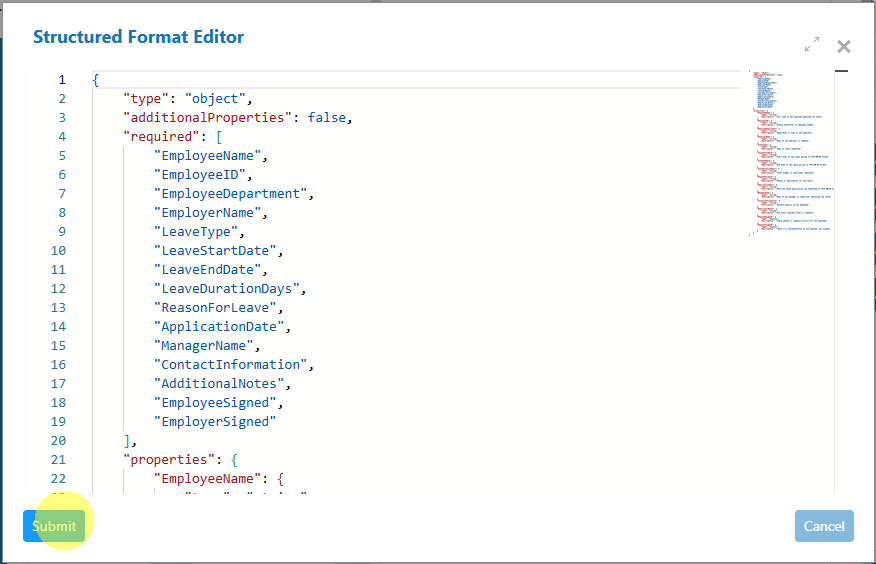 Structured Format Editor
1 {
2 "type": "object",
3 "additionalProperties": false,
4 "required": [
5 "EmployeeName",
6 "EmployeeID",
7 "EmployeeDepartment",
8 "EmployerName",
9 "LeaveType",
10 "LeaveStartDate",
11 "LeaveEndDate",
12 "LeaveDurationDays",
13 "ReasonForLeave",
14 "ApplicationDate",
15 "ManagerName",
16 "ContactInformation",
17 "AdditionalNotes",
18 "EmployeeSigned",
19 "EmployerSigned"
20 ],
21 "properties": {
22 "EmployeeName": {
Submit
Cancel